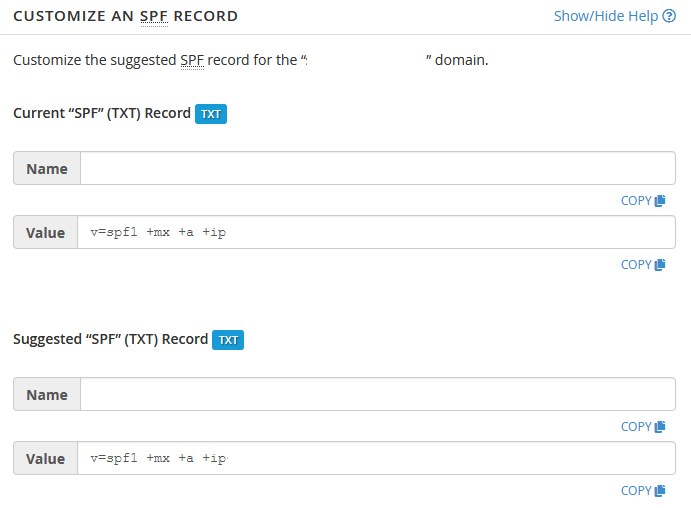 CUSTOMIZE AN SPF RECORD Show/Hide Help
Customize the suggested SPF record for the “: ” domain.
Current “SPF” (TXT) Record TXT
Name
COPY
Value v=spf1 +mx +a +ip
COPY
Suggested “SPF” (TXT) Record TXT
Name
COPY
Value v=spf1 +mx +a +ip
COPY